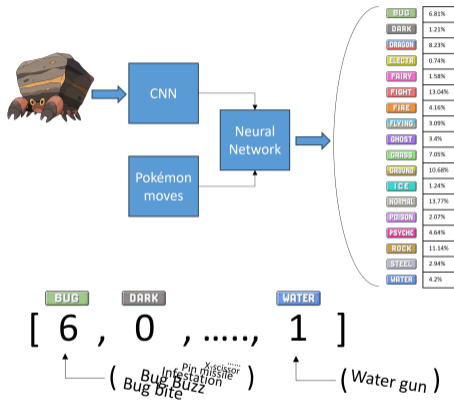 CNN
Pokémon
moves
Neural
Network
BUG 6.81%
DARK 1.21%
DRAGON 8.23%
ELECTR 0.74%
FAIRY 1.58%
FIGHT 13.04%
FIRE 4.16%
FLYING 3.09%
GHOST 3.4%
GRASS 7.05%
GROUND 10.68%
ICE 1.24%
NORMAL 13.77%
POISON 2.07%
PSYCHC 4.64%
ROCK 11.14%
STEEL 2.94%
WATER 4.2%
BUG DARK WATER
[ 6 , 0 , ....., 1 ]
( ...... )
X-scissor
Pin missile
Infestation
Bug Buzz
Bug bite
( Water gun )